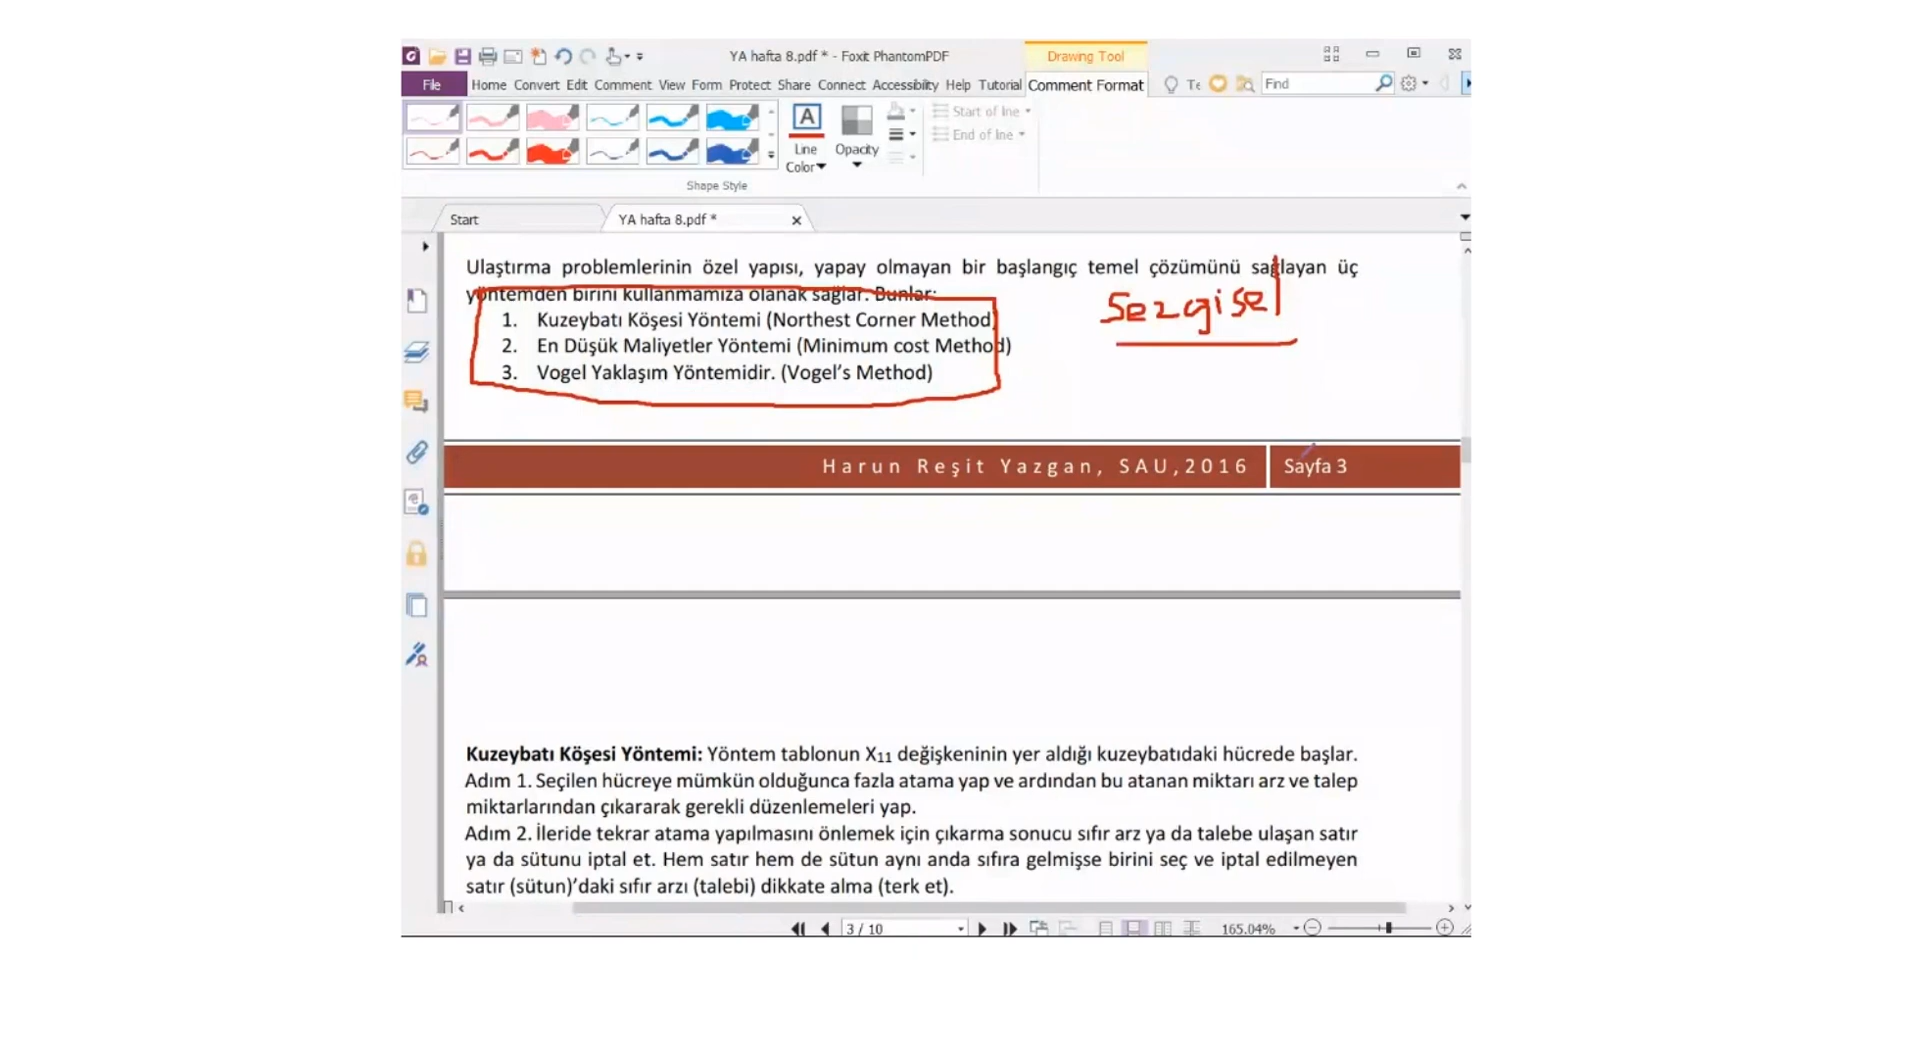 YA hafta 8.pdf * - Foxit PhantomPDF
Drawing Tool
File Home Convert Edit Comment View Form Protect Share Connect Accessibility Help Tutorial Comment Format Te Find
Line Color
Opacity
Start of line
End of line
Shape Style
Start
YA hafta 8.pdf *
Ulaştırma problemlerinin özel yapısı, yapay olmayan bir başlangıç temel çözümünü sağlayan üç
yöntemden birini kullanmamıza olanak sağlar. Bunlar:
Sezgisel
1. Kuzeybatı Köşesi Yöntemi (Northest Corner Method)
2. En Düşük Maliyetler Yöntemi (Minimum cost Method)
3. Vogel Yaklaşım Yöntemidir. (Vogel’s Method)
Harun Reşit Yazgan, SAU,2016
Sayfa 3
Kuzeybatı Köşesi Yöntemi: Yöntem tablonun X11 değişkeninin yer aldığı kuzeybatıdaki hücrede başlar.
Adım 1. Seçilen hücreye mümkün olduğunca fazla atama yap ve ardından bu atanan miktarı arz ve talep
miktarlarından çıkararak gerekli düzenlemeleri yap.
Adım 2. İleride tekrar atama yapılmasını önlemek için çıkarma sonucu sıfır arz ya da talebe ulaşan satır
ya da sütunu iptal et. Hem satır hem de sütun aynı anda sıfıra gelmişse birini seç ve iptal edilmeyen
satır (sütun)’daki sıfır arzı (talebi) dikkate alma (terk et).
3 / 10
165.04%